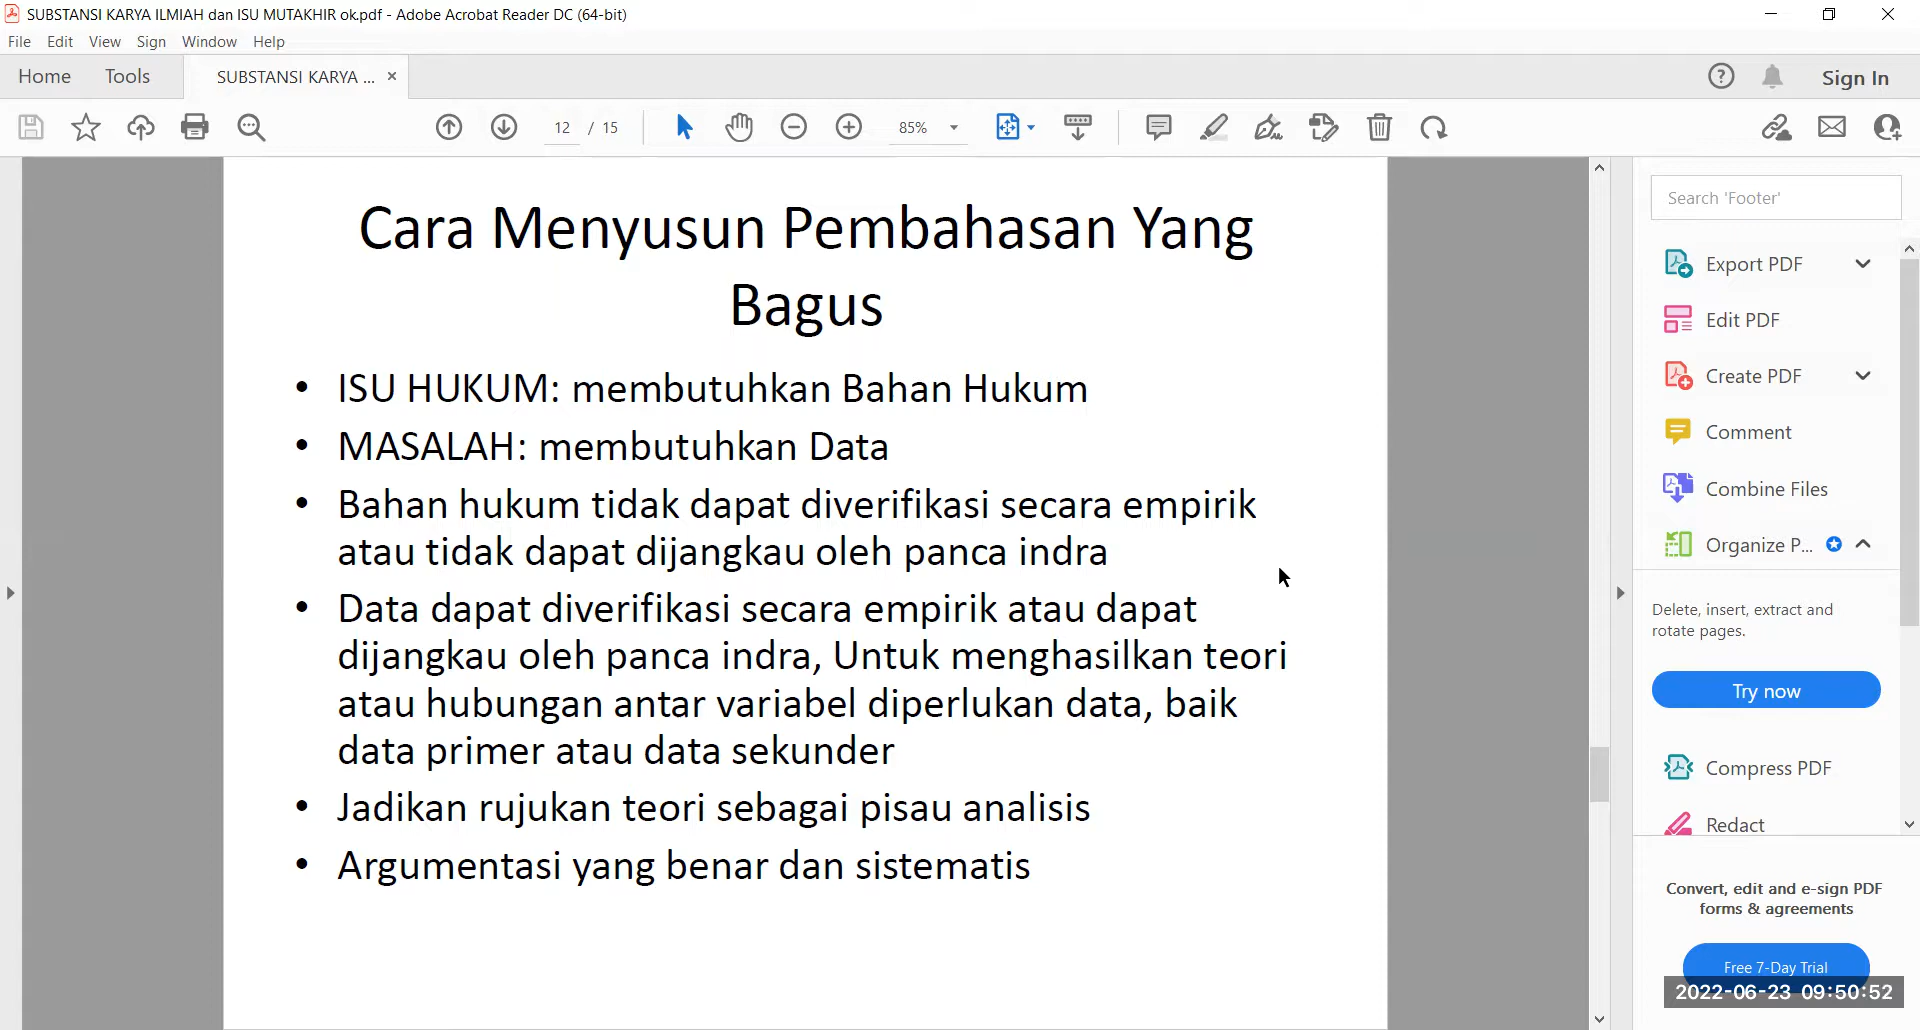 SUBSTANSI KARYA ILMIAH dan ISU MUTAKHIR ok.pdf - Adobe Acrobat Reader DC (64-bit)
File Edit View Sign Window Help
Home Tools SUBSTANSI KARYA ... × Sign In
12 / 15 85%
Cara Menyusun Pembahasan Yang
Bagus
• ISU HUKUM: membutuhkan Bahan Hukum
• MASALAH: membutuhkan Data
• Bahan hukum tidak dapat diverifikasi secara empirik
atau tidak dapat dijangkau oleh panca indra
• Data dapat diverifikasi secara empirik atau dapat
dijangkau oleh panca indra, Untuk menghasilkan teori
atau hubungan antar variabel diperlukan data, baik
data primer atau data sekunder
• Jadikan rujukan teori sebagai pisau analisis
• Argumentasi yang benar dan sistematis
Search 'Footer'
Export PDF
Edit PDF
Create PDF
Comment
Combine Files
Organize P...
Delete, insert, extract and
rotate pages.
Try now
Compress PDF
Redact
Convert, edit and e-sign PDF
forms & agreements
Free 7-Day Trial
2022-06-23 09:50:52